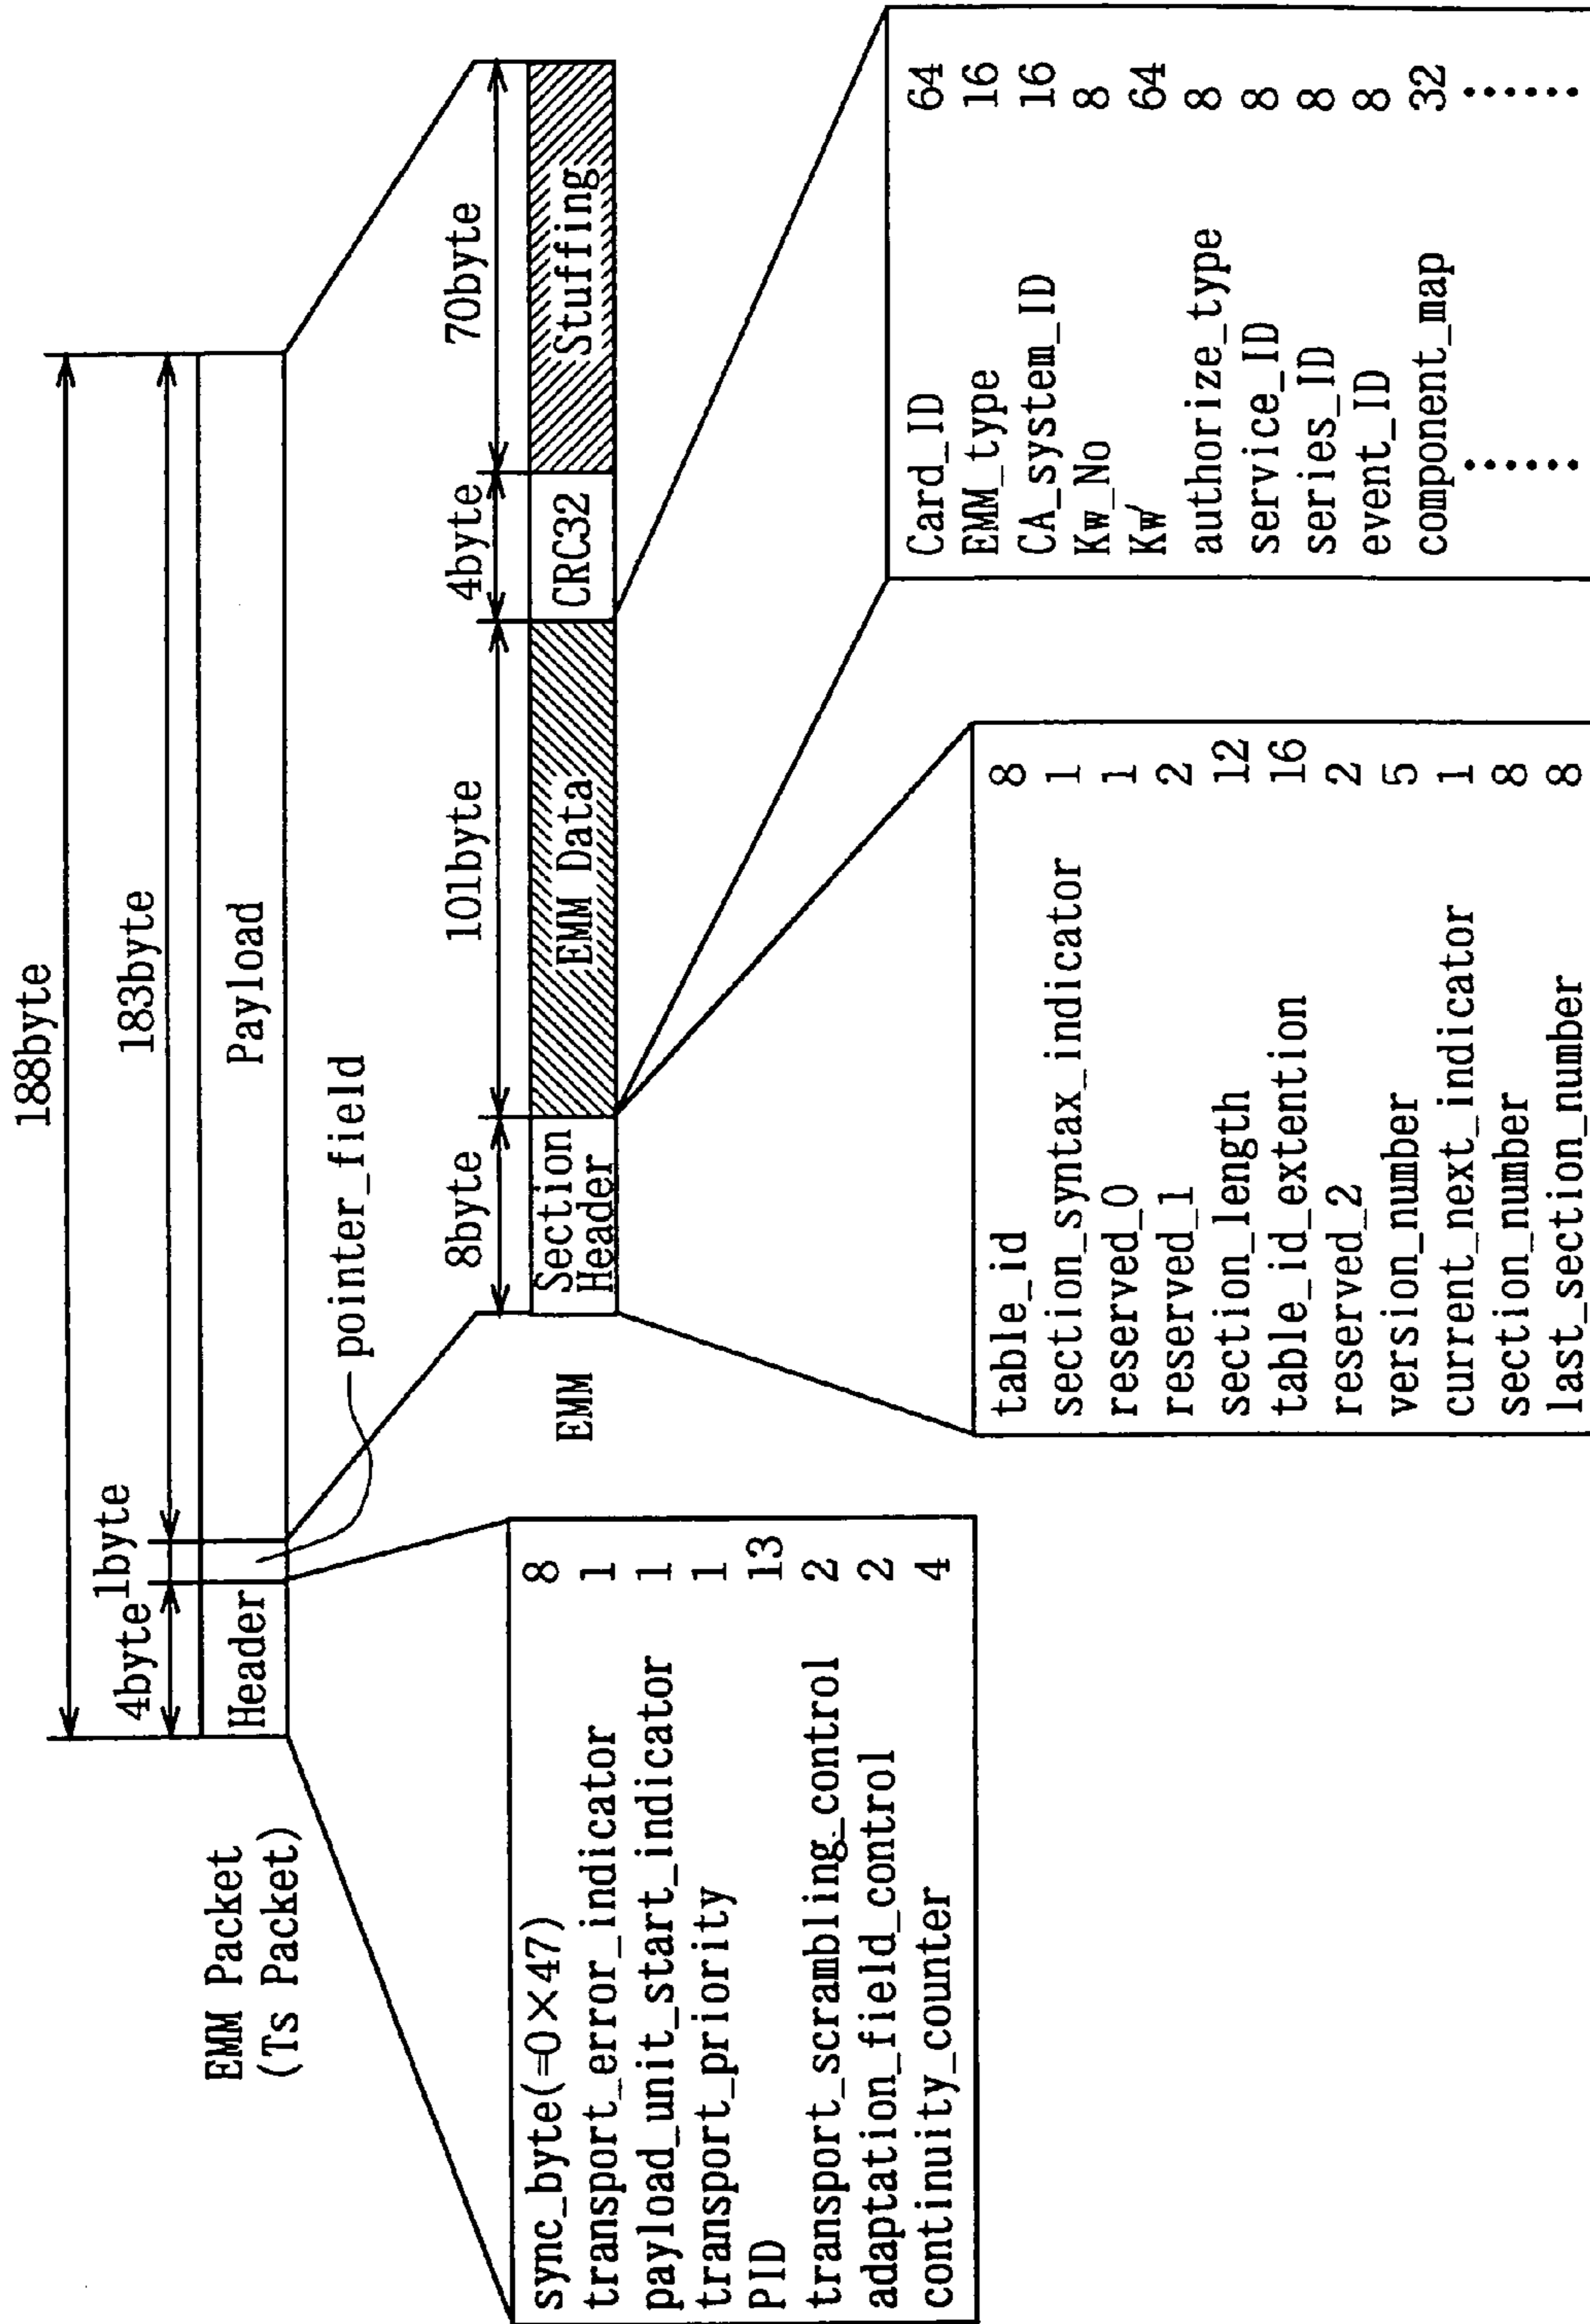 188byte
4byte 1byte 183byte
Header Payload
pointer_field
EMM Packet
(Ts Packet)
sync_byte(=0×47) 8
transport_error_indicator 1
payload_unit_start_indicator 1
transport_priority 1
PID 13
transport_scrambling_control 2
adaptation_field_control 2
continuity_counter 4
EMM
8byte 101byte 4byte 70byte
Section
Header
EMM Data
CRC32
Stuffing
table_id 8
section_syntax_indicator 1
reserved_0 1
reserved_1 2
section_length 12
table_id_extention 16
reserved_2 2
version_number 5
current_next_indicator 1
section_number 8
last_section_number 8
Card_ID 64
EMM_type 16
CA_system_ID 16
Kw_No 8
Kw′ 64
authorize_type 8
service_ID 8
series_ID 8
event_ID 8
component_map 32
⋮ ⋮